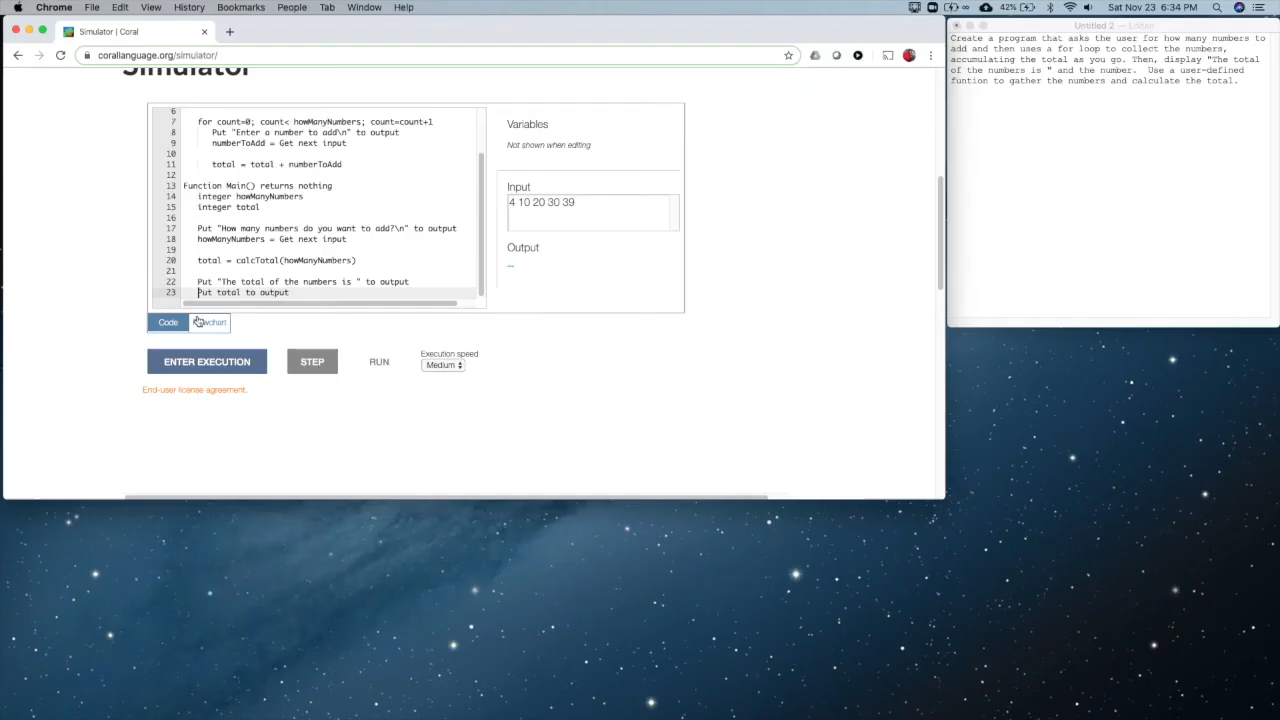 Chrome File Edit View History Bookmarks People Tab Window Help
42% Sat Nov 23 6:34 PM
Simulator | Coral
Untitled 2 — Edited
corallanguage.org/simulator/
Create a program that asks the user for how many numbers to
add and then uses a for loop to collect the numbers,
accumulating the total as you go. Then, display "The total
of the numbers is " and the number. Use a user-defined
funtion to gather the numbers and calculate the total.
Simulator
6
7 for count=0; count< howManyNumbers; count=count+1
8 Put "Enter a number to add\n" to output
9 numberToAdd = Get next input
10
11 total = total + numberToAdd
12
13 Function Main() returns nothing
14 integer howManyNumbers
15 integer total
16
17 Put "How many numbers do you want to add?\n" to output
18 howManyNumbers = Get next input
19
20 total = calcTotal(howManyNumbers)
21
22 Put "The total of the numbers is " to output
23 Put total to output
Variables
Not shown when editing
Input
4 10 20 30 39
Output
Code
ENTER EXECUTION STEP RUN
Execution speed
Medium
End-user license agreement.